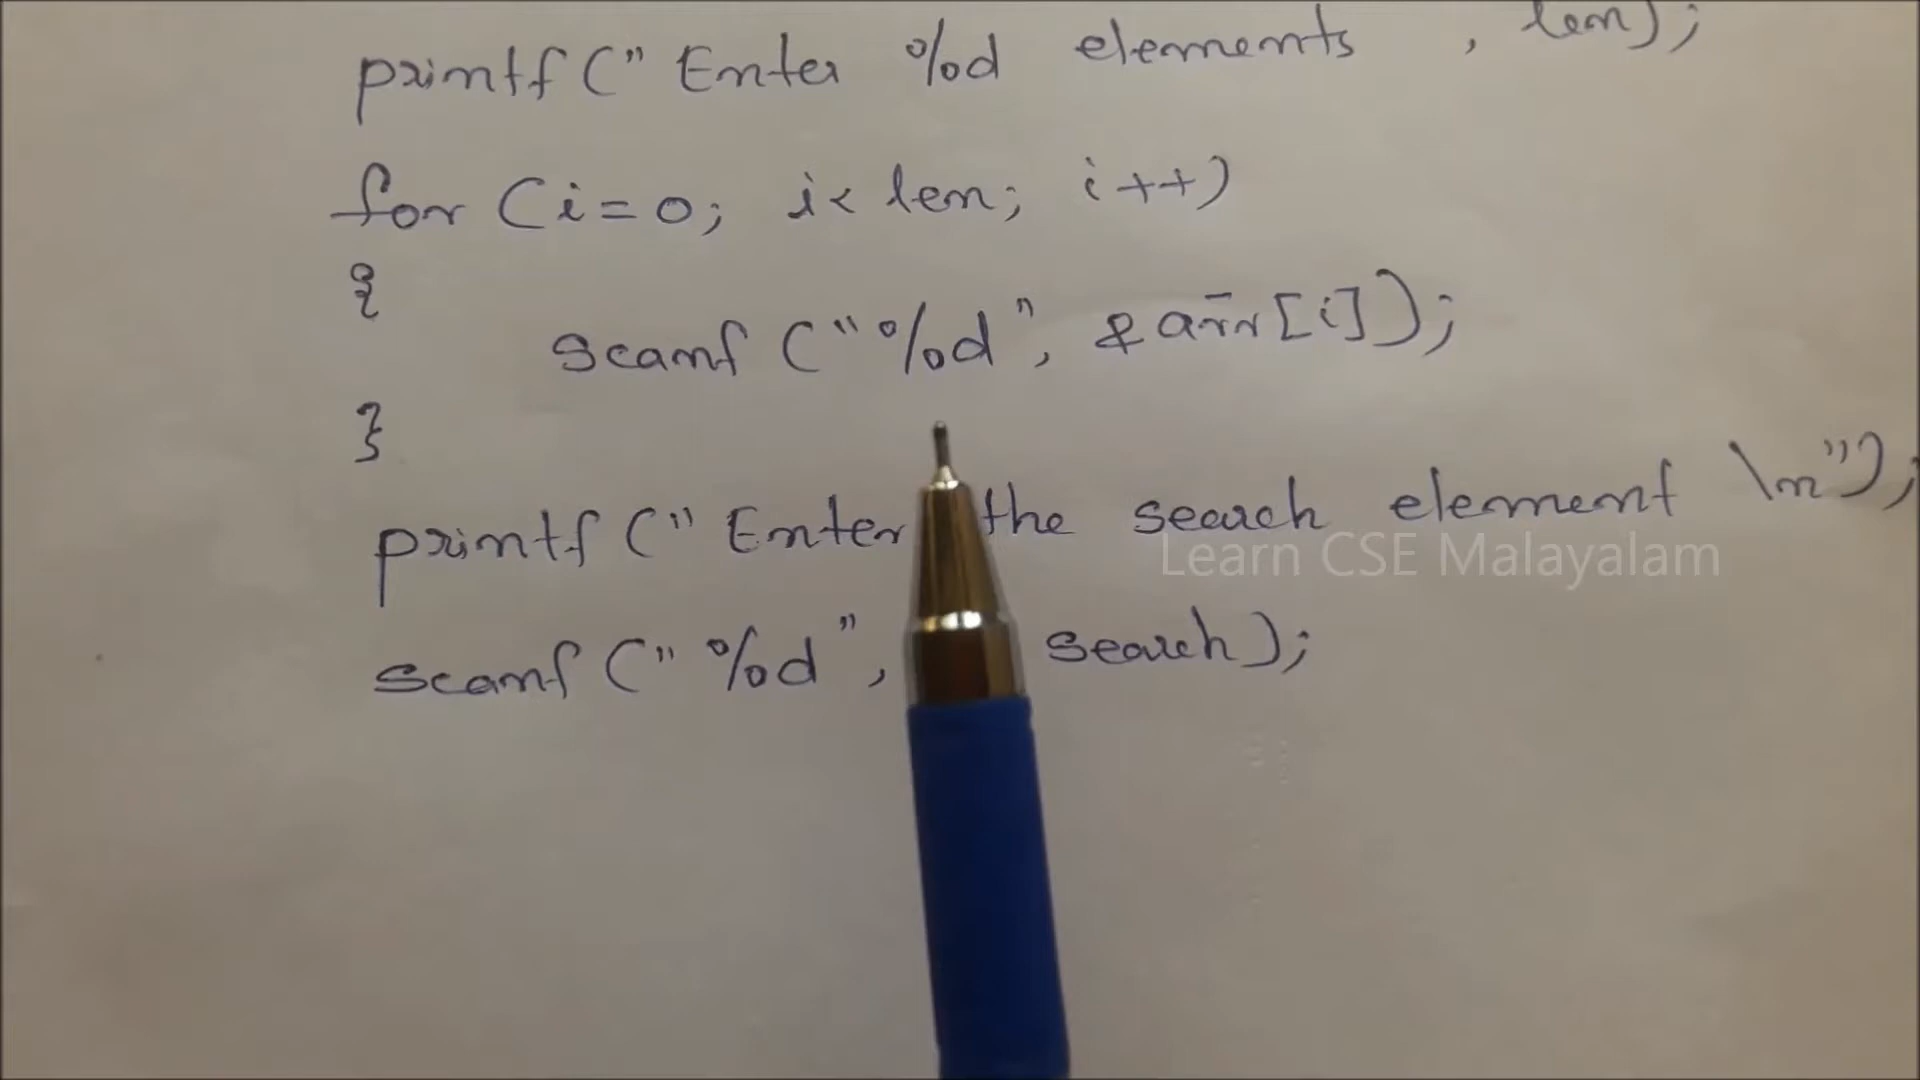 printf (" Enter %d elements , len);
for (i=0; i< len; i++)
{
scanf ("%d", &arr[i]);
}
printf (" Enter the search element \n");
Learn CSE Malayalam
scanf (" %d", search);